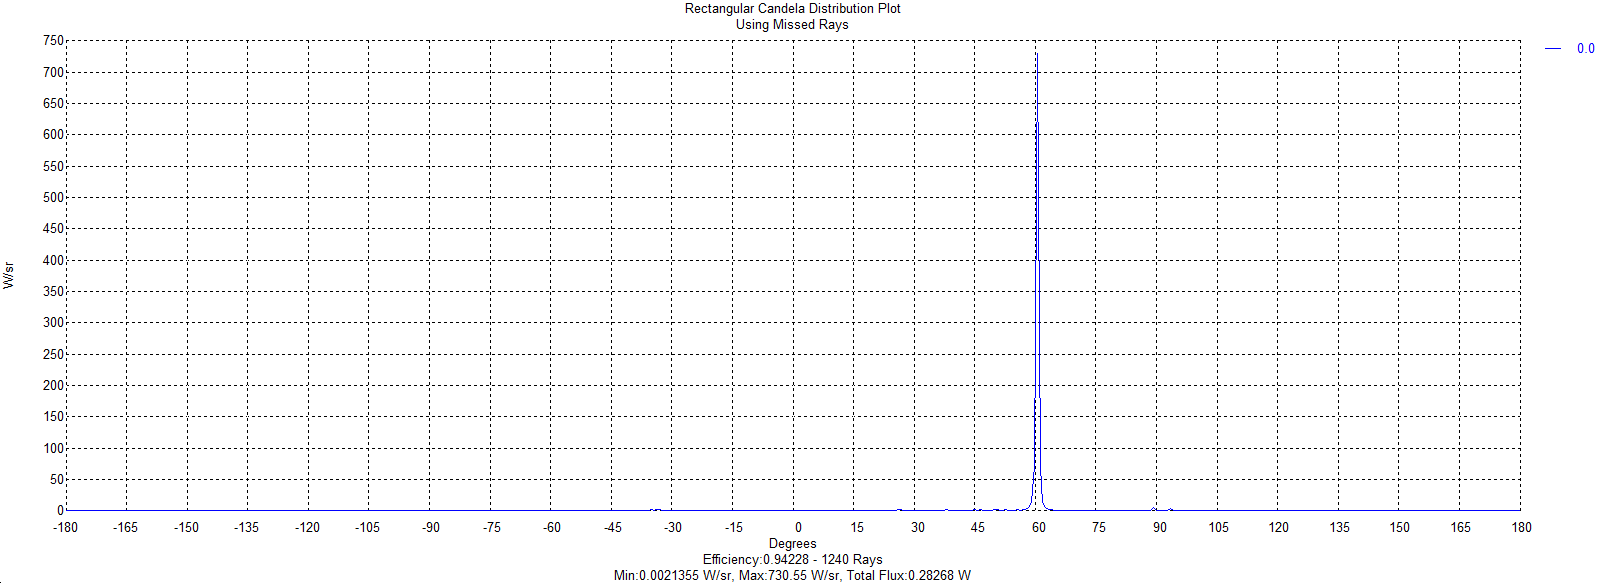 Rectangular Candela Distribution Plot
Using Missed Rays
0.0
750
700
650
600
550
500
450
400
350
300
250
200
150
100
50
0
W/sr
-180 -165 -150 -135 -120 -105 -90 -75 -60 -45 -30 -15 0 15 30 45 60 75 90 105 120 135 150 165 180
Degrees
Efficiency:0.94228 - 1240 Rays
Min:0.0021355 W/sr, Max:730.55 W/sr, Total Flux:0.28268 W